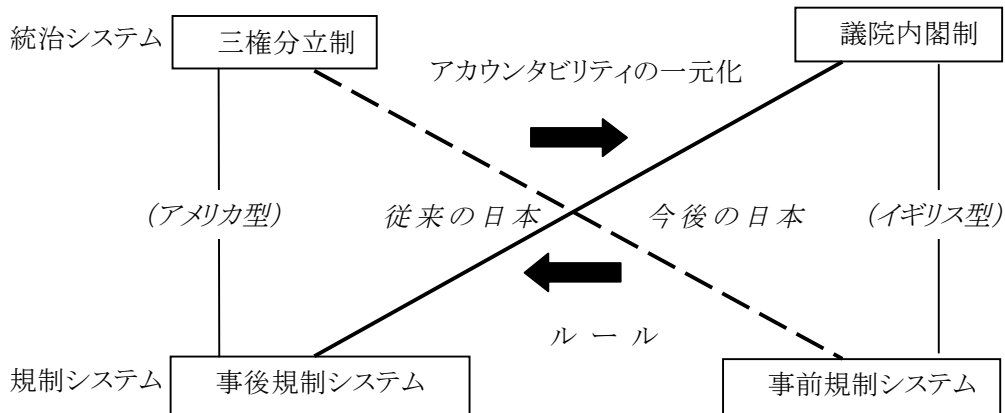 統治システム
三権分立制
議院内閣制
アカウンタビリティの一元化
(アメリカ型)
従来の日本
今後の日本
(イギリス型)
ルール
規制システム
事後規制システム
事前規制システム